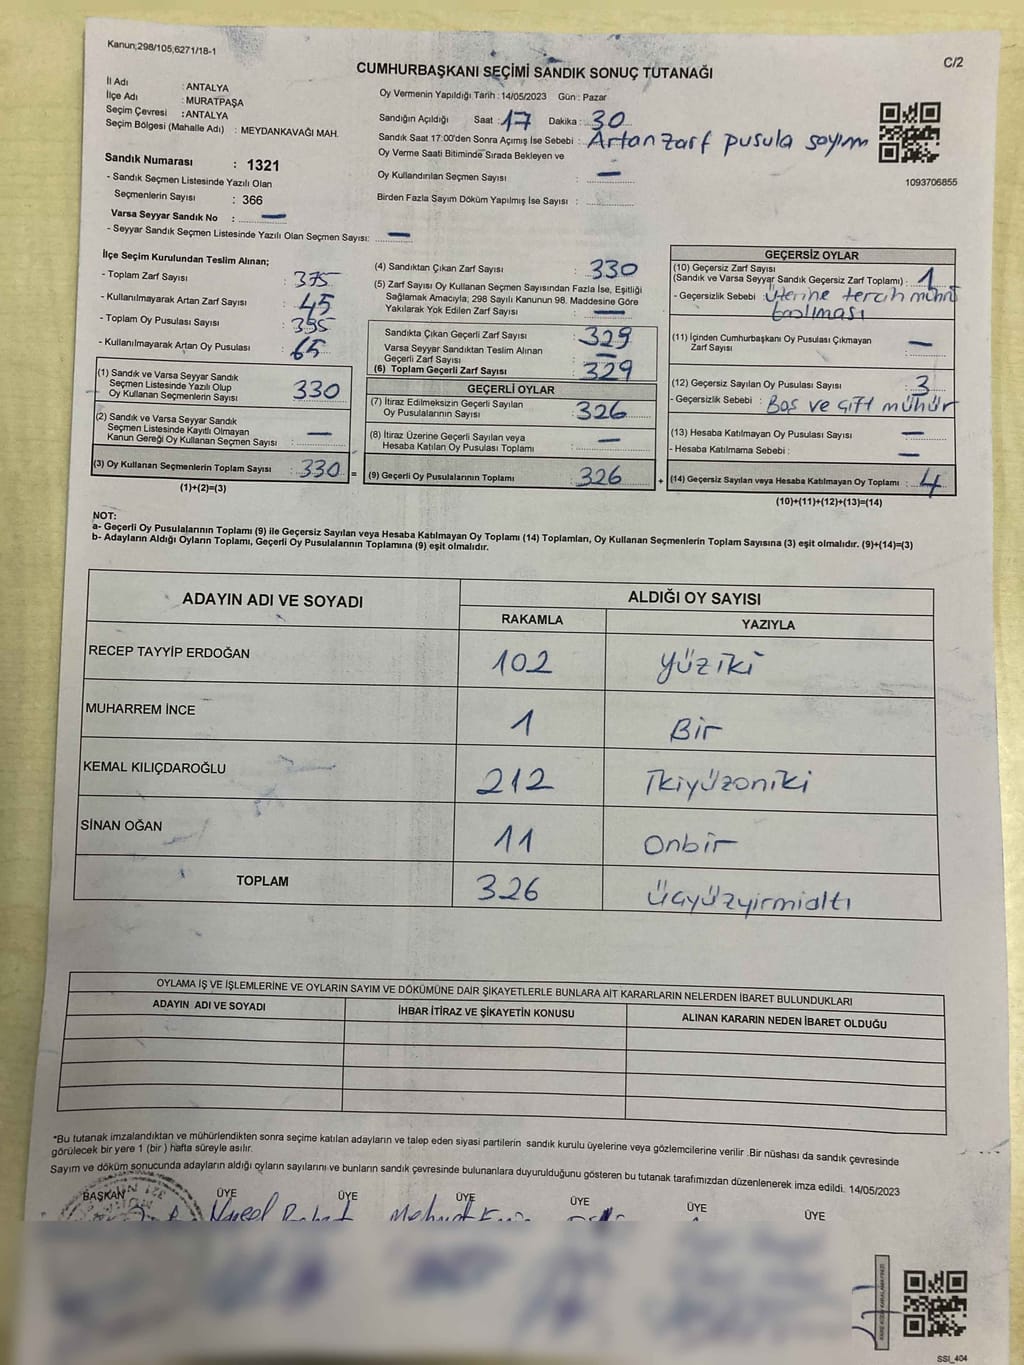 Kanun;298/105,6271/18-1
C/2
CUMHURBAŞKANI SEÇİMİ SANDIK SONUÇ TUTANAĞI
İl Adı : ANTALYA
İlçe Adı : MURATPAŞA
Seçim Çevresi : ANTALYA
Seçim Bölgesi (Mahalle Adı) : MEYDANKAVAĞI MAH.
Sandık Numarası : 1321
- Sandık Seçmen Listesinde Yazılı Olan
Seçmenlerin Sayısı : 366
Varsa Seyyar Sandık No : —
- Seyyar Sandık Seçmen Listesinde Yazılı Olan Seçmen Sayısı: —
Oy Vermenin Yapıldığı Tarih : 14/05/2023 Gün : Pazar
Sandığın Açıldığı Saat : 17 Dakika : 30
Sandık Saat 17:00'den Sonra Açmış İse Sebebi : Artan zarf pusula sayım
Oy Verme Saati Bitiminde Sırada Bekleyen ve
Oy Kullandırılan Seçmen Sayısı : —
Birden Fazla Sayım Döküm Yapılmış İse Sayısı :
1093706855
İlçe Seçim Kurulundan Teslim Alınan;
- Toplam Zarf Sayısı : 375
- Kullanılmayarak Artan Zarf Sayısı : 45
- Toplam Oy Pusulası Sayısı : 395
- Kullanılmayarak Artan Oy Pusulası : 65
(1) Sandık ve Varsa Seyyar Sandık
Seçmen Listesinde Yazılı Olup
Oy Kullanan Seçmenlerin Sayısı : 330
(2) Sandık ve Varsa Seyyar Sandık
Seçmen Listesinde Kayıtlı Olmayan
Kanun Gereği Oy Kullanan Seçmen Sayısı : —
(3) Oy Kullanan Seçmenlerin Toplam Sayısı : 330 =
(1)+(2)=(3)
(4) Sandıktan Çıkan Zarf Sayısı : 330
(5) Zarf Sayısı Oy Kullanan Seçmen Sayısından Fazla İse, Eşitliği
Sağlamak Amacıyla; 298 Sayılı Kanunun 98. Maddesine Göre
Yakılarak Yok Edilen Zarf Sayısı : —
Sandıkta Çıkan Geçerli Zarf Sayısı : 329
Varsa Seyyar Sandıktan Teslim Alınan
Geçerli Zarf Sayısı : —
(6) Toplam Geçerli Zarf Sayısı : 329
GEÇERLİ OYLAR
(7) İtiraz Edilmeksizin Geçerli Sayılan
Oy Pusulalarının Sayısı : 326
(8) İtiraz Üzerine Geçerli Sayılan veya
Hesaba Katılan Oy Pusulası Toplamı : —
(9) Geçerli Oy Pusulalarının Toplamı : 326 +
GEÇERSİZ OYLAR
(10) Geçersiz Zarf Sayısı
(Sandık ve Varsa Seyyar Sandık Geçersiz Zarf Toplamı) : 1
- Geçersizlik Sebebi : Üzerine tercih mührü
basılması
(11) İçinden Cumhurbaşkanı Oy Pusulası Çıkmayan
Zarf Sayısı : —
(12) Geçersiz Sayılan Oy Pusulası Sayısı : 3
- Geçersizlik Sebebi : Boş ve çift mühür
(13) Hesaba Katılmayan Oy Pusulası Sayısı : —
- Hesaba Katılmama Sebebi : —
(14) Geçersiz Sayılan veya Hesaba Katılmayan Oy Toplamı : 4
(10)+(11)+(12)+(13)=(14)
NOT:
a- Geçerli Oy Pusulalarının Toplamı (9) ile Geçersiz Sayılan veya Hesaba Katılmayan Oy Toplamı (14) Toplamları, Oy Kullanan Seçmenlerin Toplam Sayısına (3) eşit olmalıdır. (9)+(14)=(3)
b- Adayların Aldığı Oyların Toplamı, Geçerli Oy Pusulalarının Toplamına (9) eşit olmalıdır.
ADAYIN ADI VE SOYADI ALDIĞI OY SAYISI
RAKAMLA YAZIYLA
RECEP TAYYİP ERDOĞAN 102 Yüziki
MUHARREM İNCE 1 Bir
KEMAL KILIÇDAROĞLU 212 İkiyüzoniki
SİNAN OĞAN 11 Onbir
TOPLAM 326 Üçyüzyirmialtı
OYLAMA İŞ VE İŞLEMLERİNE VE OYLARIN SAYIM VE DÖKÜMÜNE DAİR ŞİKAYETLERLE BUNLARA AİT KARARLARIN NELERDEN İBARET BULUNDUKLARI
ADAYIN ADI VE SOYADI İHBAR İTİRAZ VE ŞİKAYETİN KONUSU ALINAN KARARIN NEDEN İBARET OLDUĞU
*Bu tutanak imzalandıktan ve mühürlendikten sonra seçime katılan adayların ve talep eden siyasi partilerin sandık kurulu üyelerine veya gözlemcilerine verilir .Bir nüshası da sandık çevresinde
görülecek bir yere 1 (bir ) hafta süreyle asılır.
Sayım ve döküm sonucunda adayların aldığı oyların sayılarını ve bunların sandık çevresinde bulunanlara duyurulduğunu gösteren bu tutanak tarafımızdan düzenlenerek imza edildi. 14/05/2023
BAŞKAN ÜYE ÜYE ÜYE ÜYE ÜYE ÜYE
SSI_404